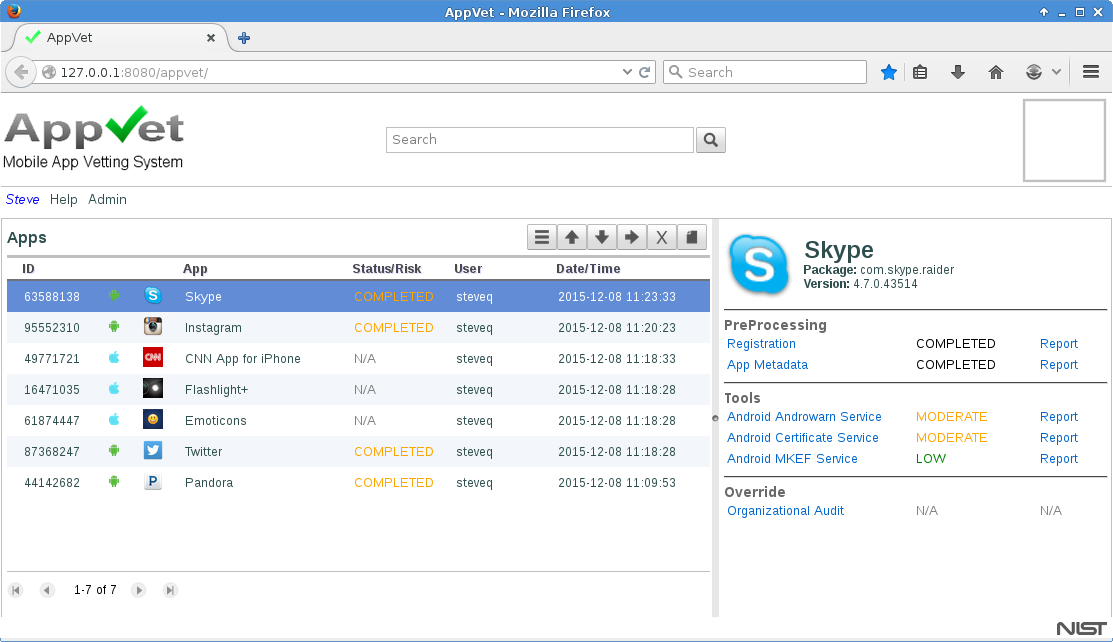 AppVet - Mozilla Firefox
AppVet
127.0.0.1:8080/appvet/
Search
AppVet
Mobile App Vetting System
Search
Steve Help Admin
Apps
X
ID App Status/Risk User Date/Time
63588138 S Skype COMPLETED steveq 2015-12-08 11:23:33
95552310 Instagram COMPLETED steveq 2015-12-08 11:20:23
49771721 CNN CNN App for iPhone N/A steveq 2015-12-08 11:18:33
16471035 Flashlight+ N/A steveq 2015-12-08 11:18:28
61874447 Emoticons N/A steveq 2015-12-08 11:18:28
87368247 Twitter COMPLETED steveq 2015-12-08 11:18:28
44142682 P Pandora COMPLETED steveq 2015-12-08 11:09:53
1-7 of 7
S
Skype
Package: com.skype.raider
Version: 4.7.0.43514
PreProcessing
Registration COMPLETED Report
App Metadata COMPLETED Report
Tools
Android Androwarn Service MODERATE Report
Android Certificate Service MODERATE Report
Android MKEF Service LOW Report
Override
Organizational Audit N/A N/A
NIST